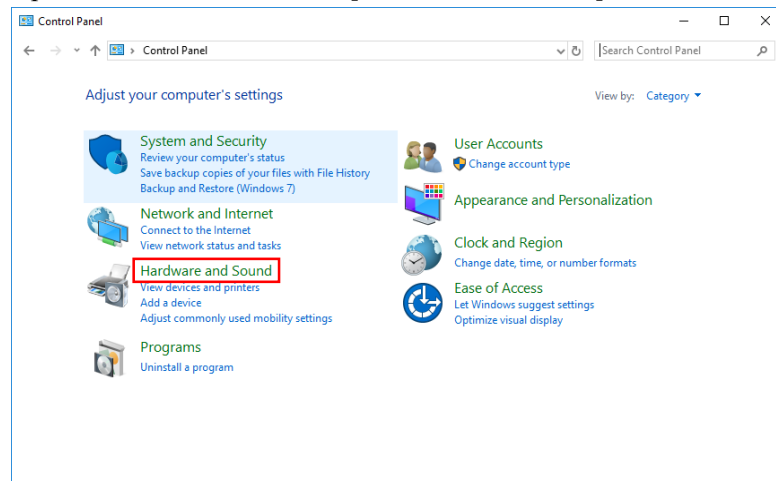 Control Panel
Control Panel
Search Control Panel
Adjust your computer's settings
View by: Category
System and Security
Review your computer's status
Save backup copies of your files with File History
Backup and Restore (Windows 7)
Network and Internet
Connect to the Internet
View network status and tasks
Hardware and Sound
View devices and printers
Add a device
Adjust commonly used mobility settings
Programs
Uninstall a program
User Accounts
Change account type
Appearance and Personalization
Clock and Region
Change date, time, or number formats
Ease of Access
Let Windows suggest settings
Optimize visual display